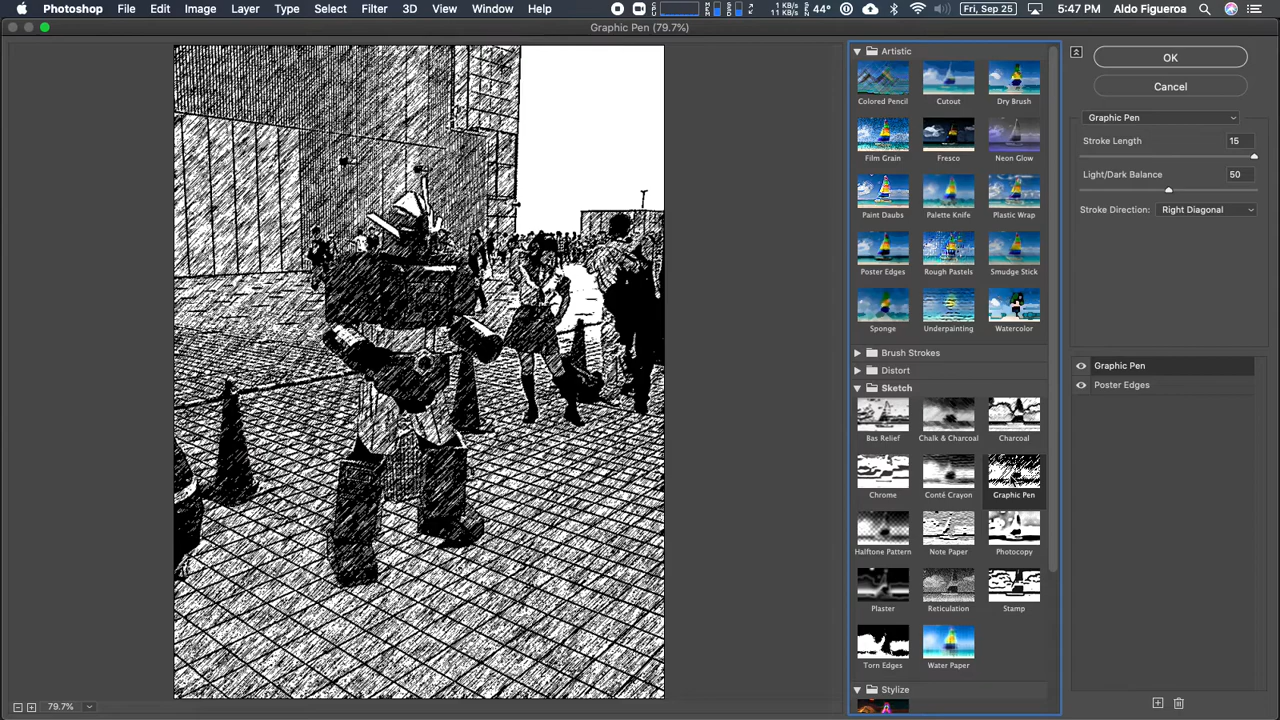 Photoshop File Edit Image Layer Type Select Filter 3D View Window Help 1 KB/s 1 KB/s 44° Fri, Sep 25 5:47 PM Aldo Figueroa
Graphic Pen (79.7%)
Artistic
Colored Pencil Cutout Dry Brush
Film Grain Fresco Neon Glow
Paint Daubs Palette Knife Plastic Wrap
Poster Edges Rough Pastels Smudge Stick
Sponge Underpainting Watercolor
Brush Strokes
Distort
Sketch
Bas Relief Chalk & Charcoal Charcoal
Chrome Conté Crayon Graphic Pen
Halftone Pattern Note Paper Photocopy
Plaster Reticulation Stamp
Torn Edges Water Paper
Stylize
OK
Cancel
Graphic Pen
Stroke Length 15
Light/Dark Balance 50
Stroke Direction: Right Diagonal
Graphic Pen
Poster Edges
79.7%